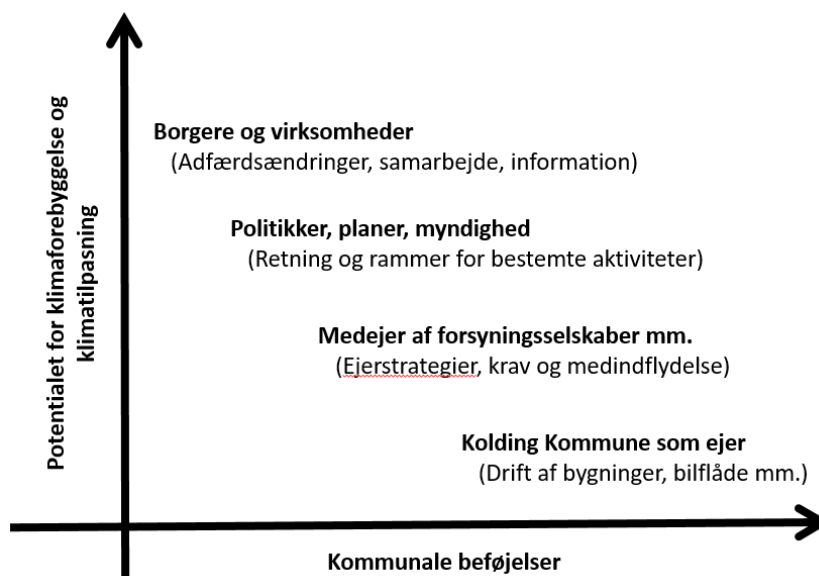 Potentialet for klimaforebyggelse og
klimatilpasning
Borgere og virksomheder
(Adfærdsændringer, samarbejde, information)
Politikker, planer, myndighed
(Retning og rammer for bestemte aktiviteter)
Medejer af forsyningsselskaber mm.
(Ejerstrategier, krav og medindflydelse)
Kolding Kommune som ejer
(Drift af bygninger, bilflåde mm.)
Kommunale beføjelser